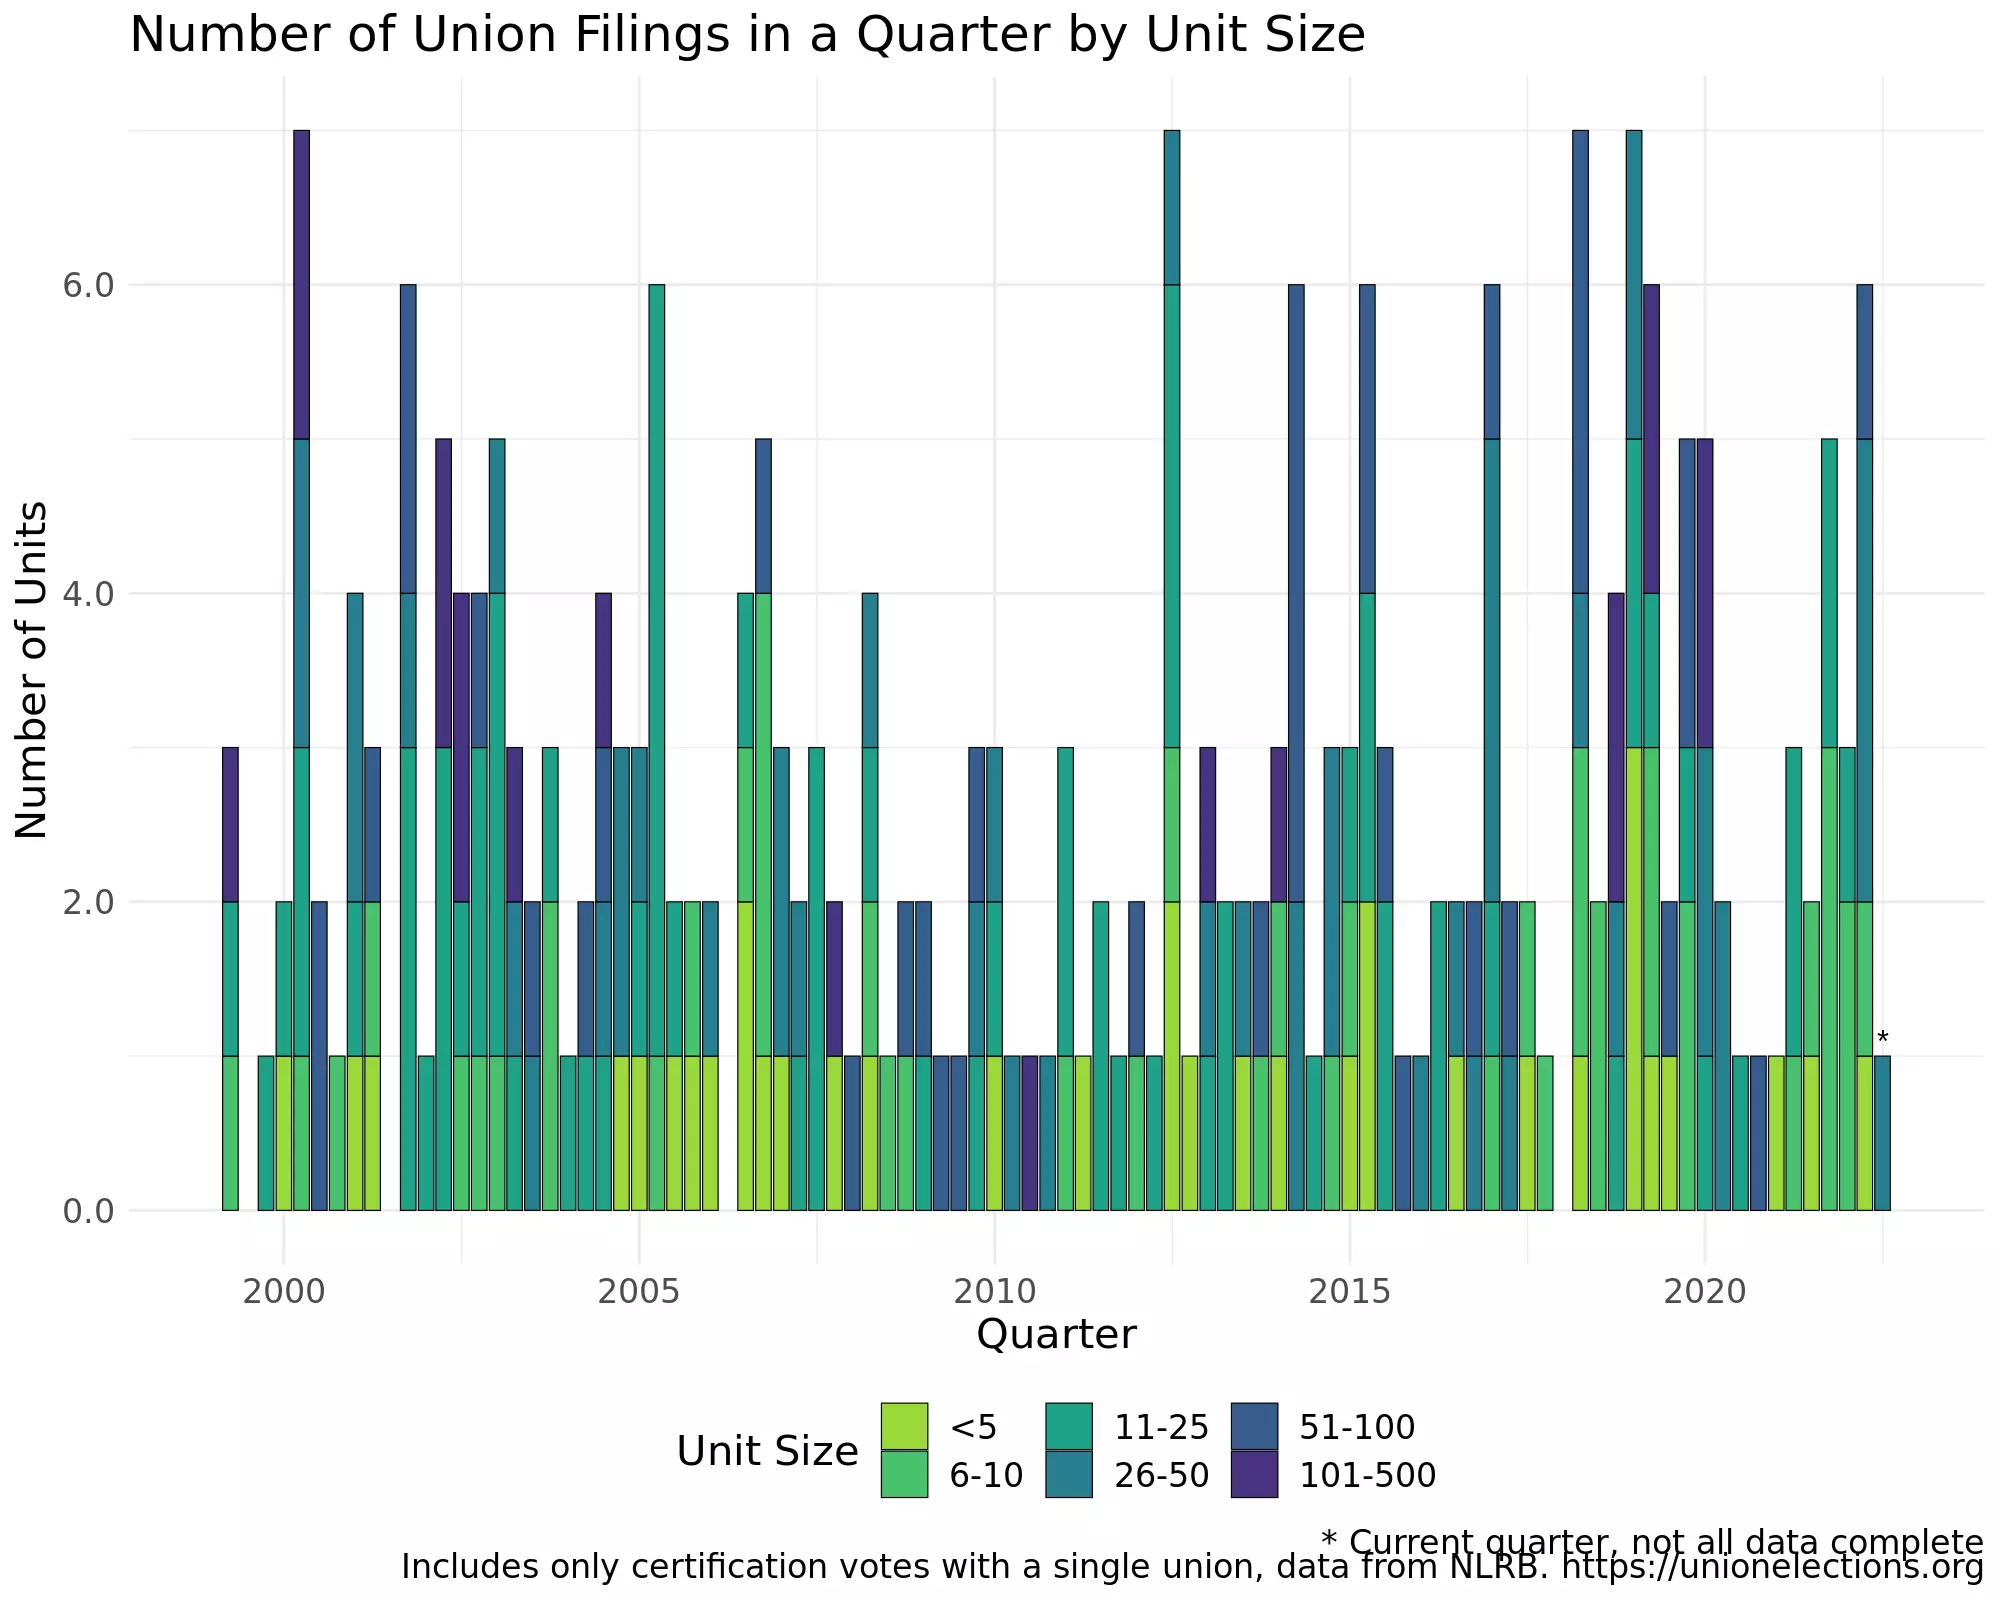 Number of Union Filings in a Quarter by Unit Size
Number of Units
6.0
4.0
2.0
0.0
*
2000 2005 2010 2015 2020
Quarter
Unit Size
<5 11-25 51-100
6-10 26-50 101-500
* Current quarter, not all data complete
Includes only certification votes with a single union, data from NLRB. https://unionelections.org